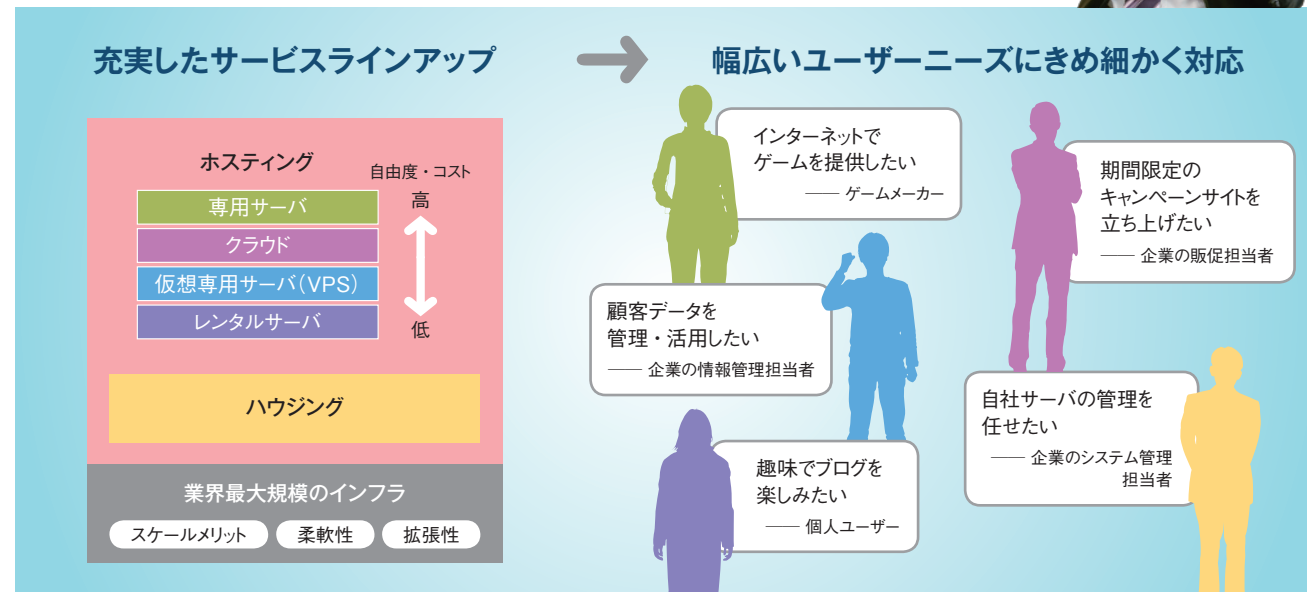 充実したサービスラインアップ
幅広いユーザーニーズにきめ細かく対応
ホスティング
自由度・コスト
高
専用サーバ
クラウド
仮想専用サーバ(VPS)
レンタルサーバ
低
ハウジング
業界最大規模のインフラ
スケールメリット
柔軟性
拡張性
インターネットで
ゲームを提供したい
―― ゲームメーカー
期間限定の
キャンペーンサイトを
立ち上げたい
―― 企業の販促担当者
顧客データを
管理・活用したい
―― 企業の情報管理担当者
自社サーバの管理を
任せたい
―― 企業のシステム管理
担当者
趣味でブログを
楽しみたい
―― 個人ユーザー